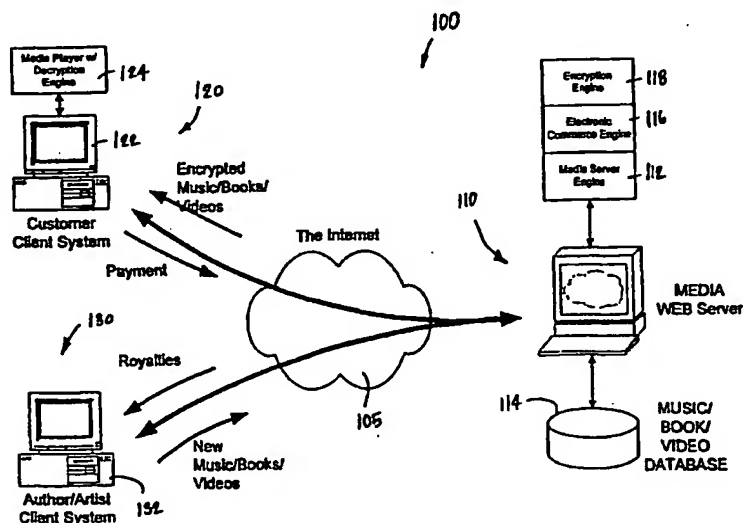 100
Media Player w/
Decryption
Engine
124
120
122
Customer
Client System
Encrypted
Music/Books/
Videos
Payment
The Internet
105
130
Royalties
New
Music/Books/
Videos
132
Author/Artist
Client System
Encryption
Engine
118
Electronic
Commerce Engine
116
Media Server
Engine
112
110
MEDIA
WEB Server
114
MUSIC/
BOOK/
VIDEO
DATABASE